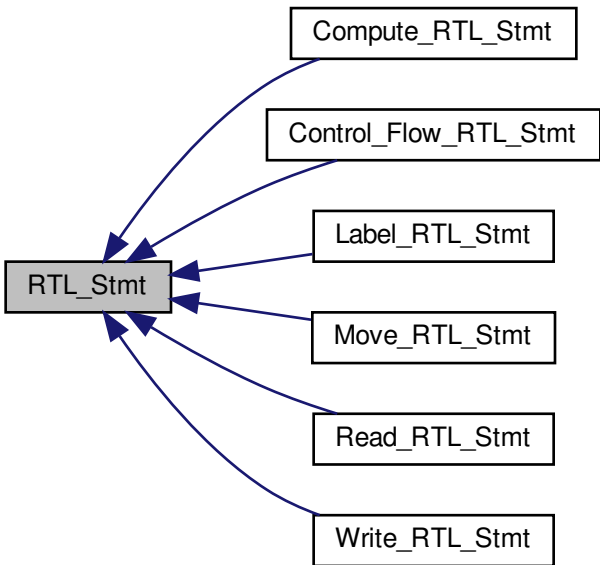 Compute_RTL_Stmt
Control_Flow_RTL_Stmt
Label_RTL_Stmt
RTL_Stmt
Move_RTL_Stmt
Read_RTL_Stmt
Write_RTL_Stmt